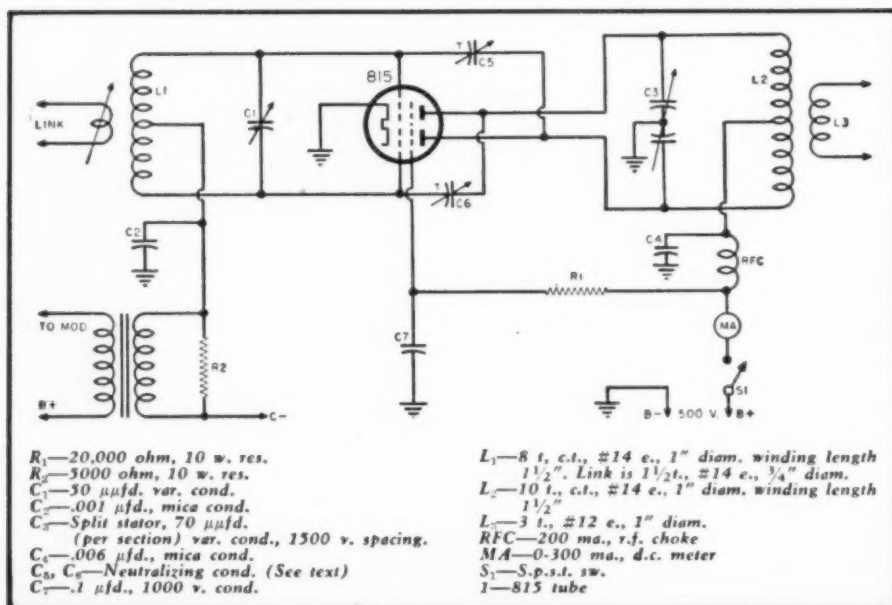 815
T
C5
L1
LINK
C1
C3
L2
L3
T
C6
C2
C4
RFC
R1
TO MOD
R2
C7
MA
S1
B+
C-
B- 500 V. B+
R₁—20,000 ohm, 10 w. res.
R₂—5000 ohm, 10 w. res.
C₁—50 μμfd. var. cond.
C₂—.001 μfd., mica cond.
C₃—Split stator, 70 μμfd.
(per section) var. cond., 1500 v. spacing.
C₄—.006 μfd., mica cond.
C₅, C₆—Neutralizing cond. (See text)
C₇—.1 μfd., 1000 v. cond.
L₁—8 t, c.t., #14 e., 1" diam. winding length
1½". Link is 1½t., #14 e., ¾" diam.
L₂—10 t., c.t., #14 e., 1" diam. winding length
1½"
L₃—3 t., #12 e., 1" diam.
RFC—200 ma., r.f. choke
MA—0-300 ma., d.c. meter
S₁—S.p.s.t. sw.
1—815 tube